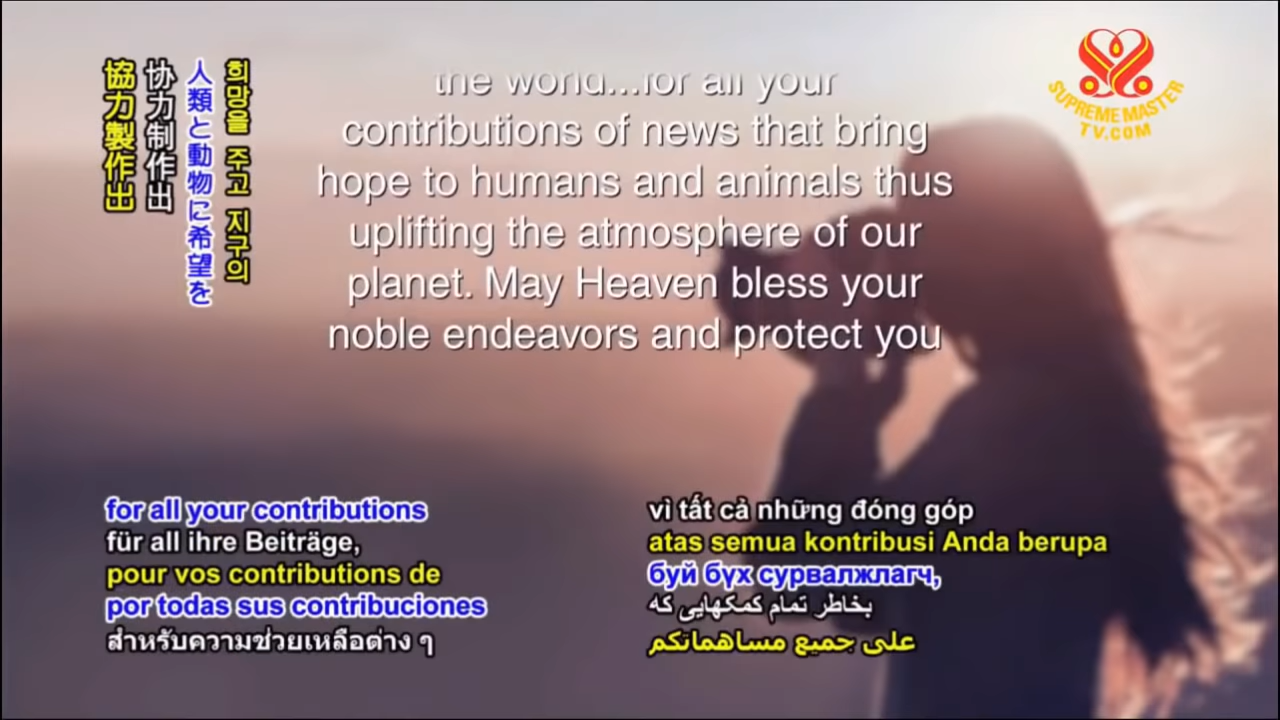 희망을 주고 지구의
人類と動物に希望を
协力制作出
協力製作出
the world...for all your
contributions of news that bring
hope to humans and animals thus
uplifting the atmosphere of our
planet. May Heaven bless your
noble endeavors and protect you
SUPREME MASTER
TV.COM
for all your contributions
für all ihre Beiträge,
pour vos contributions de
por todas sus contribuciones
สำหรับความช่วยเหลือต่าง ๆ
vì tất cả những đóng góp
atas semua kontribusi Anda berupa
буй бүх сурвалжлагч,
بخاطر تمام کمکهایی که
على جميع مساهماتكم